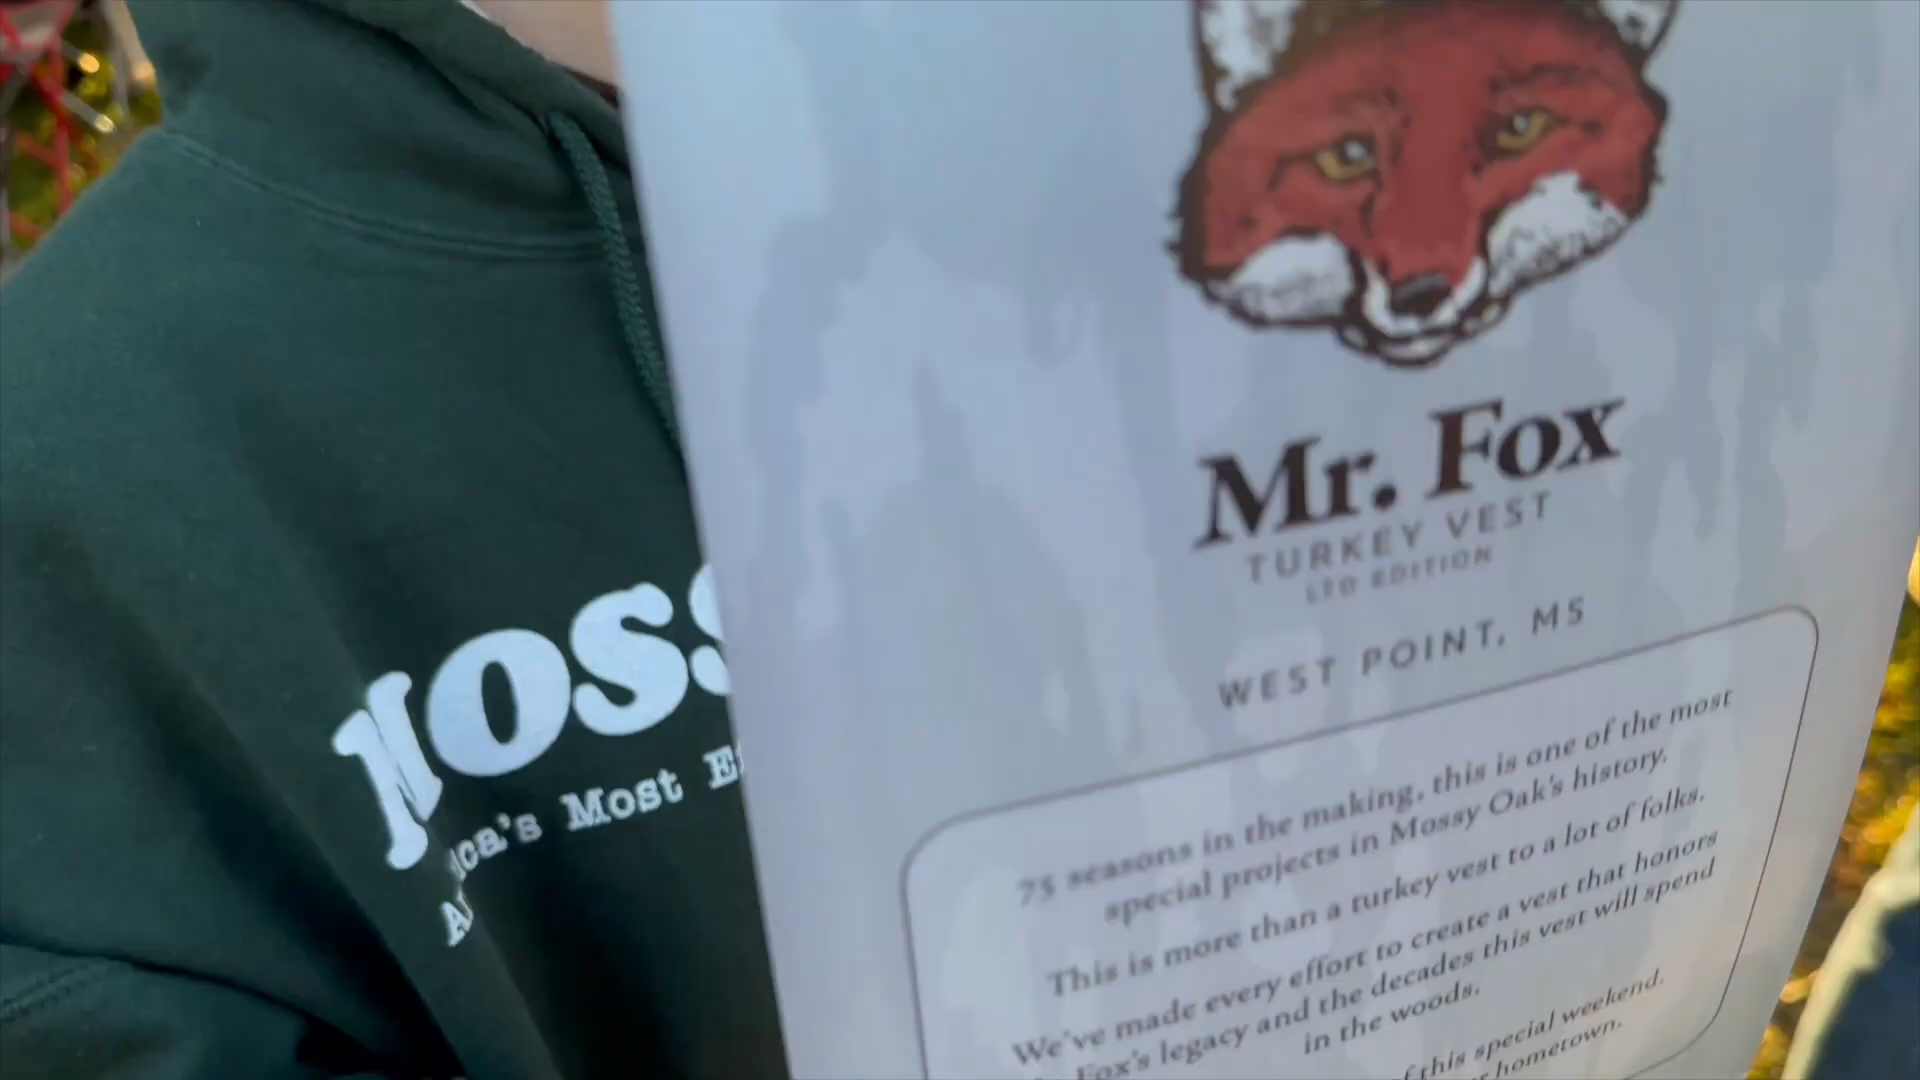 MOSS
America's Most E
Mr. Fox
TURKEY VEST
LTD EDITION
WEST POINT, MS
75 seasons in the making, this is one of the most
special projects in Mossy Oak's history.
This is more than a turkey vest to a lot of folks.
We've made every effort to create a vest that honors
Fox's legacy and the decades this vest will spend
in the woods.
of this special weekend.
hometown.